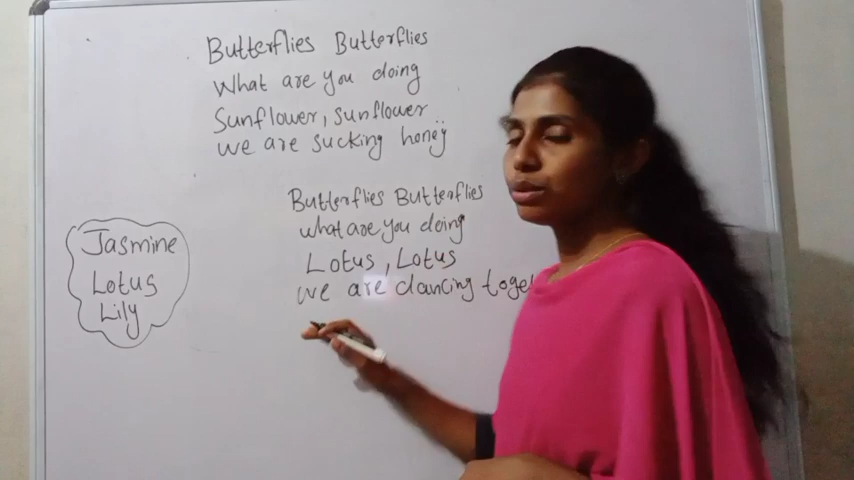 Butterflies Butterflies
What are you doing
Sunflower, sunflower
we are sucking honey
Butterflies Butterflies
what are you doing
Lotus, Lotus
we are dancing
Jasmine
Lotus
Lily